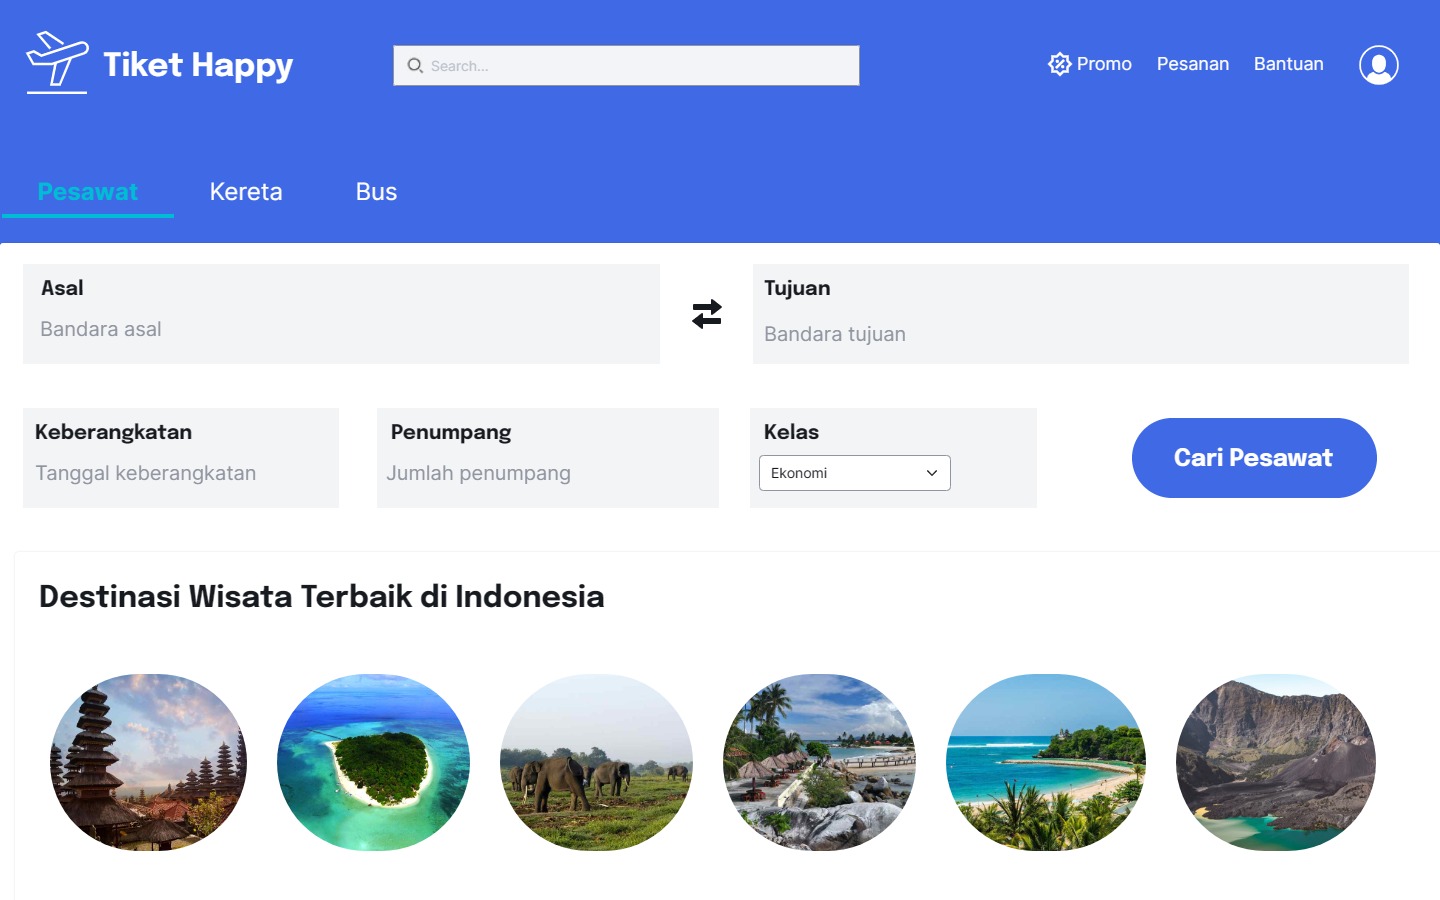 Tiket Happy
Search...
Promo
Pesanan
Bantuan
Pesawat
Kereta
Bus
Asal
Bandara asal
Tujuan
Bandara tujuan
Keberangkatan
Tanggal keberangkatan
Penumpang
Jumlah penumpang
Kelas
Ekonomi
Cari Pesawat
Destinasi Wisata Terbaik di Indonesia